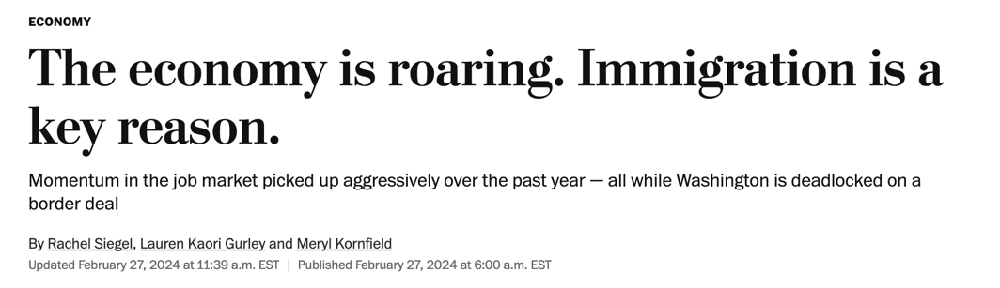 ECONOMY
The economy is roaring. Immigration is a
key reason.
Momentum in the job market picked up aggressively over the past year — all while Washington is deadlocked on a
border deal
By Rachel Siegel, Lauren Kaori Gurley and Meryl Kornfield
Updated February 27, 2024 at 11:39 a.m. EST | Published February 27, 2024 at 6:00 a.m. EST